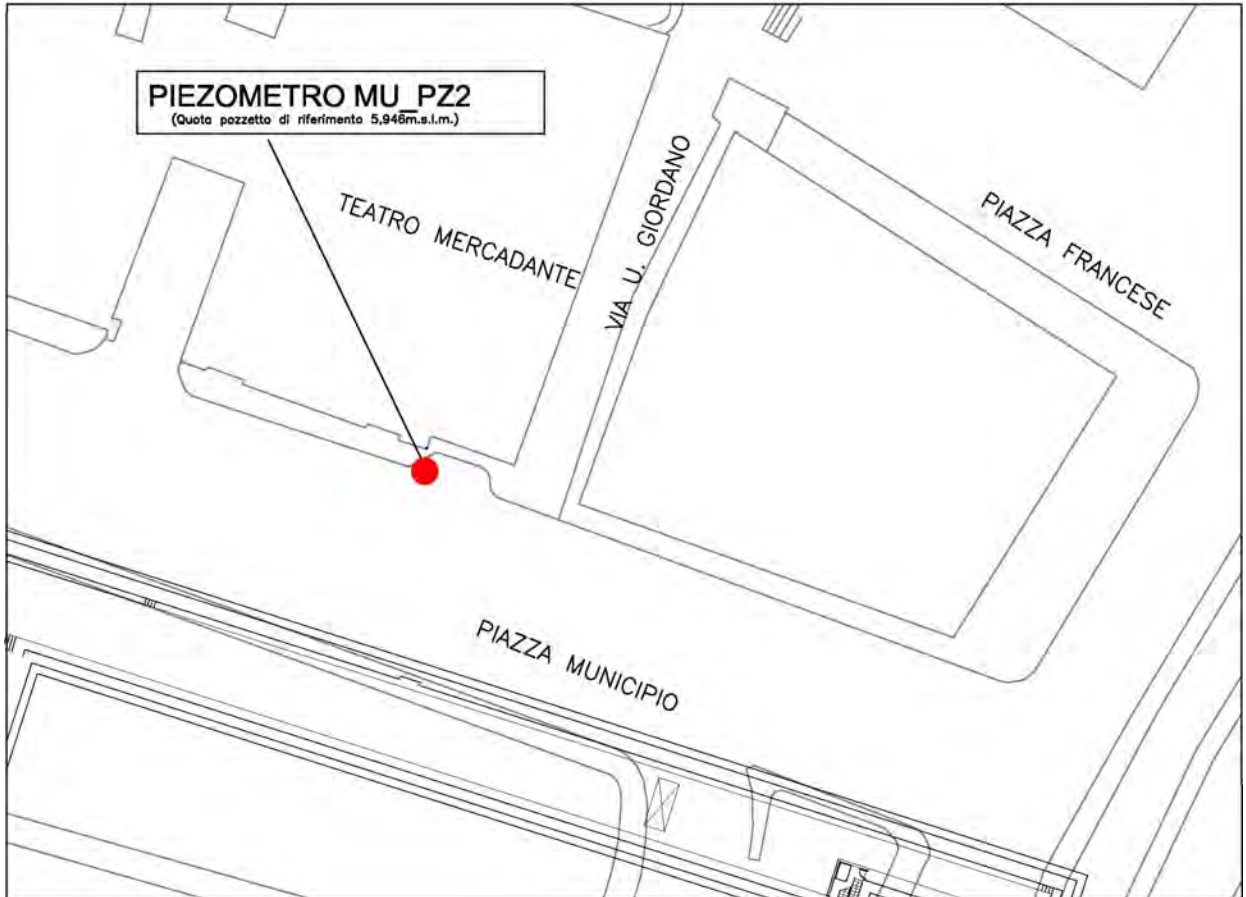 PIEZOMETRO MU_PZ2
(Quota pozzetto di riferimento 5,946m.s.l.m.)
TEATRO MERCADANTE
VIA U. GIORDANO
PIAZZA FRANCESE
PIAZZA MUNICIPIO